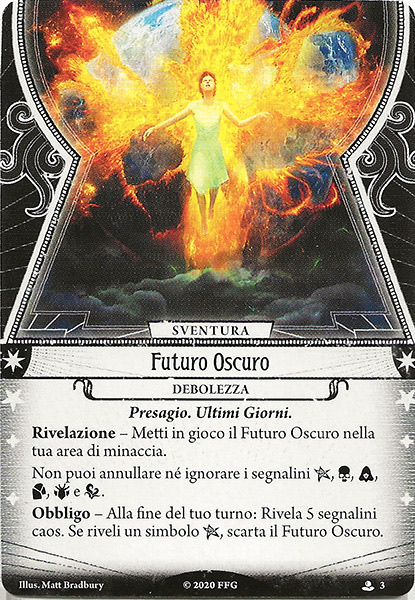 SVENTURA
Futuro Oscuro
DEBOLEZZA
Presagio. Ultimi Giorni.
Rivelazione – Metti in gioco il Futuro Oscuro nella
tua area di minaccia.
Non puoi annullare né ignorare i segnalini , , ,
, e .
Obbligo – Alla fine del tuo turno: Rivela 5 segnalini
caos. Se riveli un simbolo , scarta il Futuro Oscuro.
Illus. Matt Bradbury © 2020 FFG 3